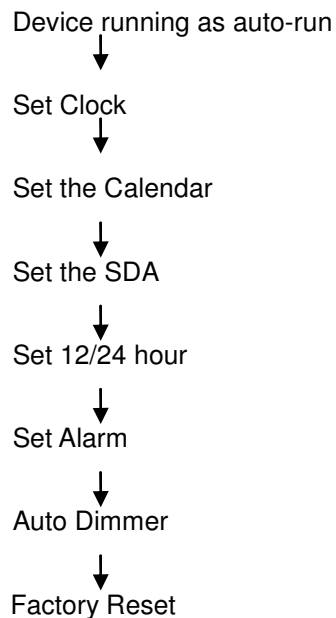 Device running as auto-run
Set Clock
Set the Calendar
Set the SDA
Set 12/24 hour
Set Alarm
Auto Dimmer
Factory Reset